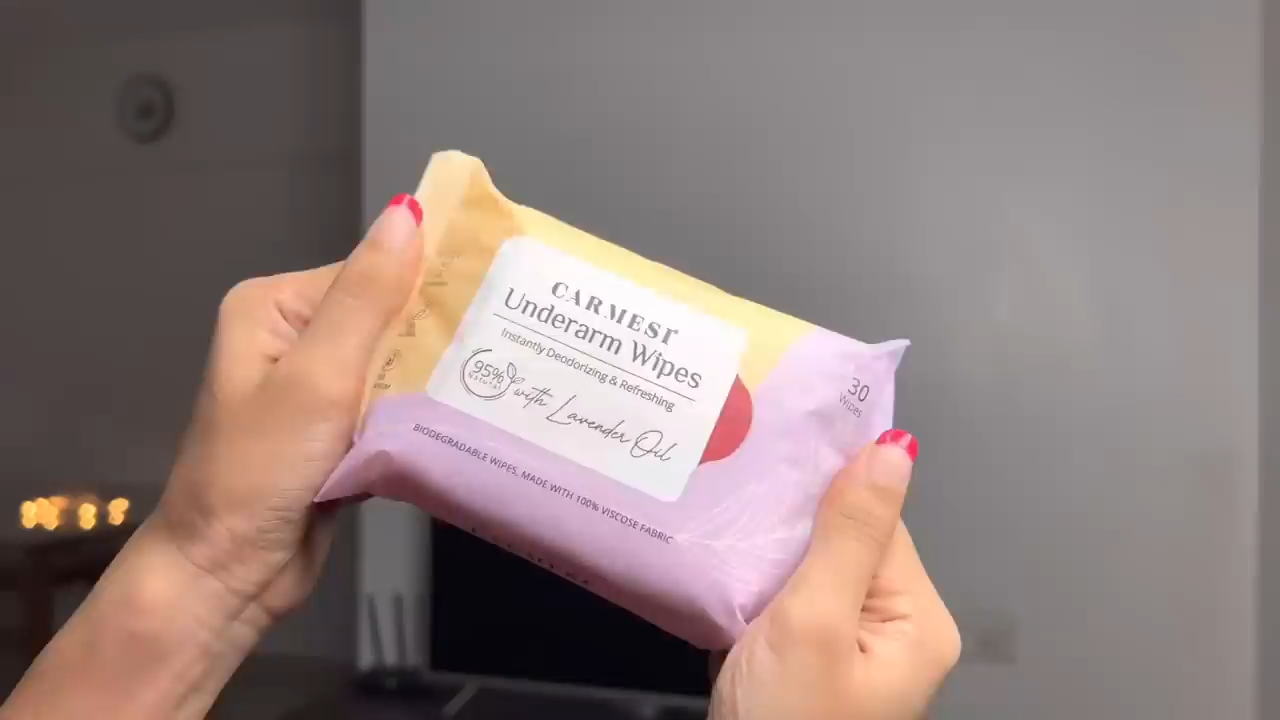 CARMESI
Underarm Wipes
Instantly Deodorizing & Refreshing
95%
NATURAL
with Lavender Oil
30
Wipes
BIODEGRADABLE WIPES, MADE WITH 100% VISCOSE FABRIC